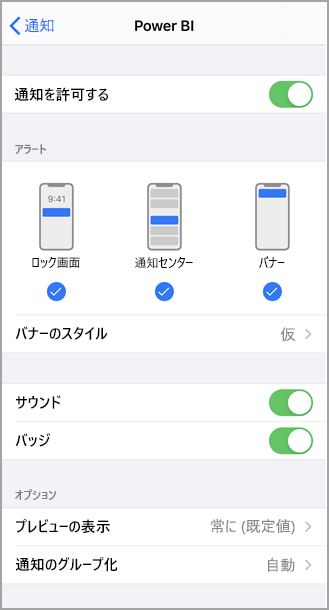 通知 Power BI
通知を許可する
アラート
9:41
ロック画面 通知センター バナー
バナーのスタイル 仮
サウンド
バッジ
オプション
プレビューの表示 常に (既定値)
通知のグループ化 自動